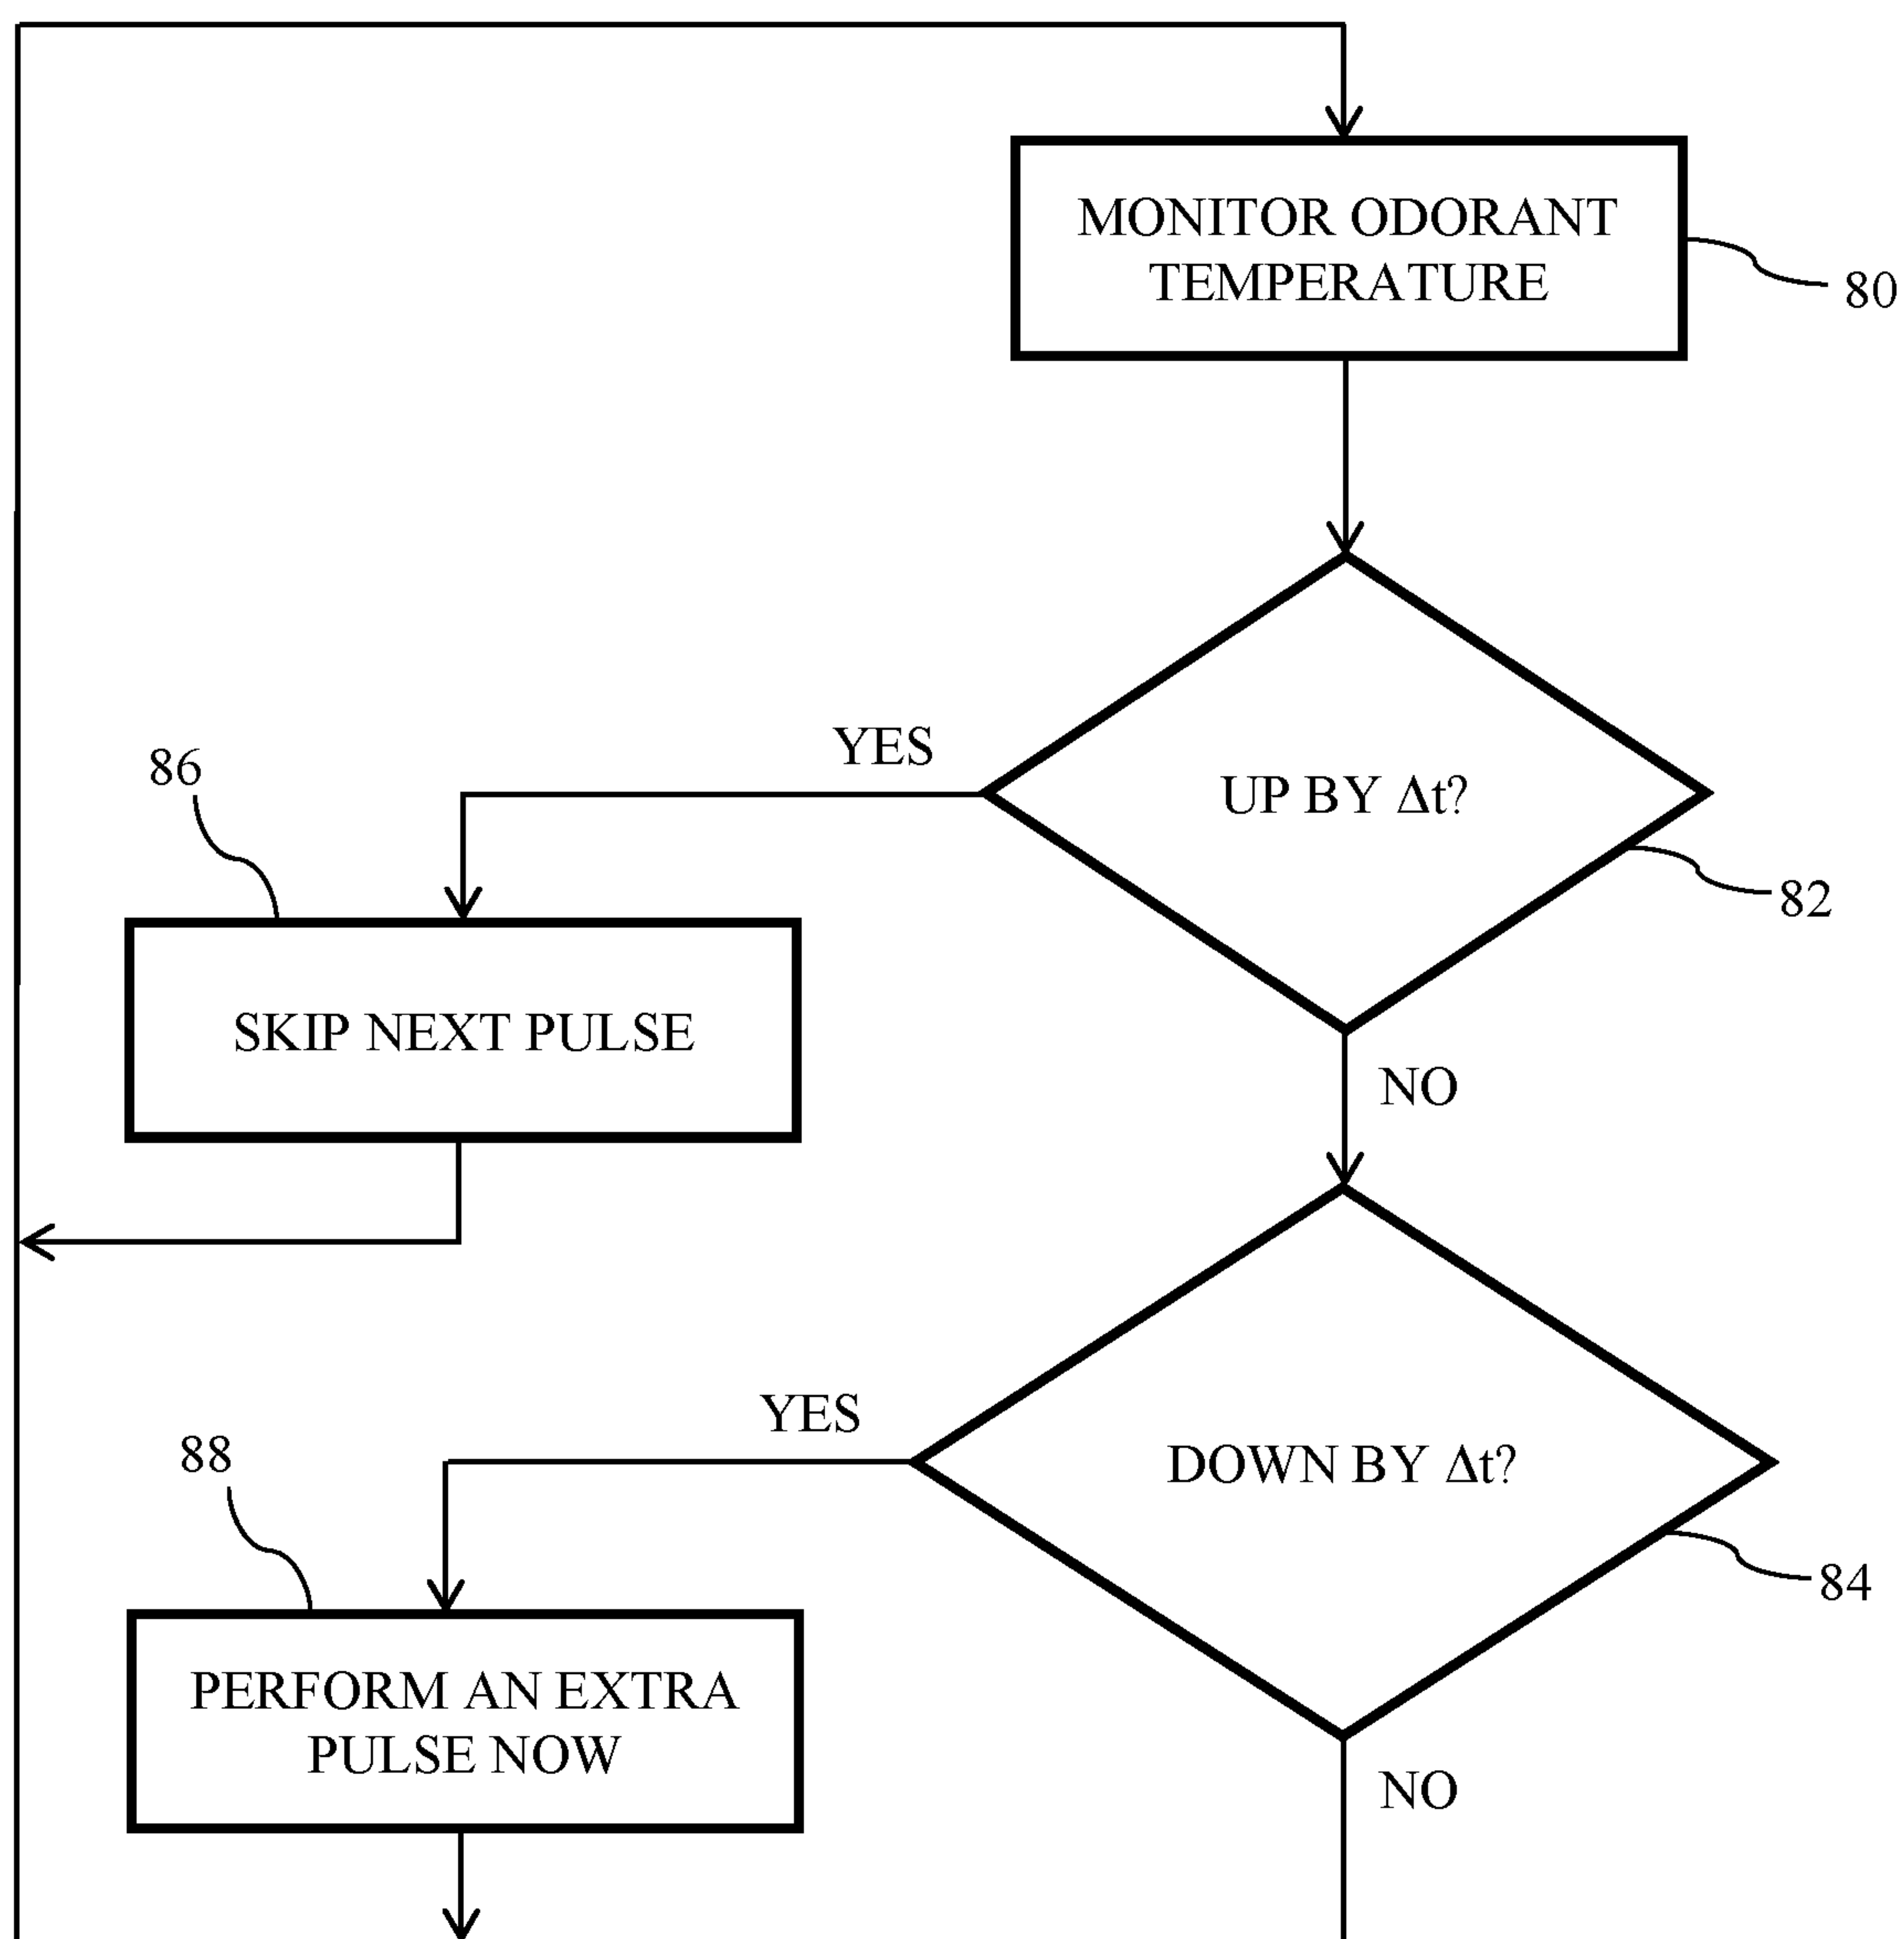 MONITOR ODORANT
TEMPERATURE
80
YES
UP BY Δt?
86
82
SKIP NEXT PULSE
NO
YES
DOWN BY Δt?
88
84
PERFORM AN EXTRA
PULSE NOW
NO